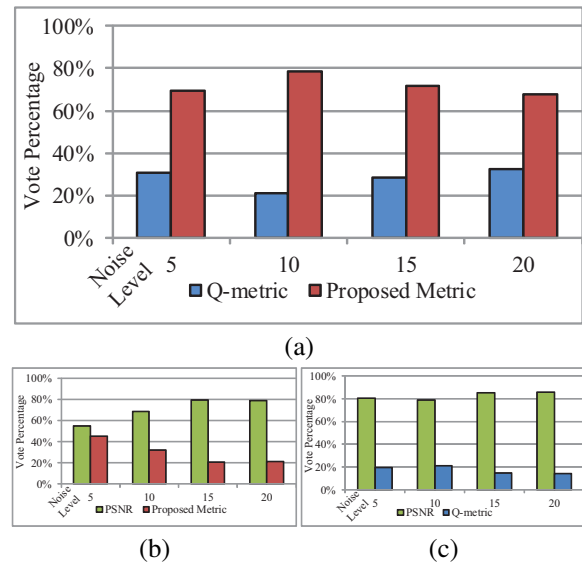 100%
80%
60%
40%
20%
0%
Vote Percentage
Noise Level 5 10 15 20
Q-metric Proposed Metric
(a)
100%
80%
60%
40%
20%
0%
Vote Percentage
Noise Level 5 10 15 20
PSNR Proposed Metric
(b)
100%
80%
60%
40%
20%
0%
Vote Percentage
Noise Level 5 10 15 20
PSNR Q-metric
(c)